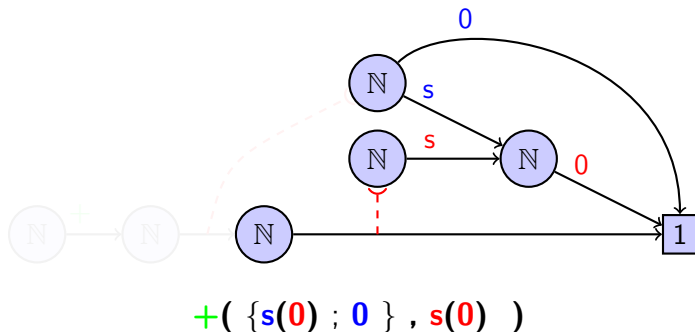 0
ℕ
s
ℕ
s
ℕ
0
+
ℕ
ℕ
ℕ
1
+( {s(0) ; 0 } , s(0) )